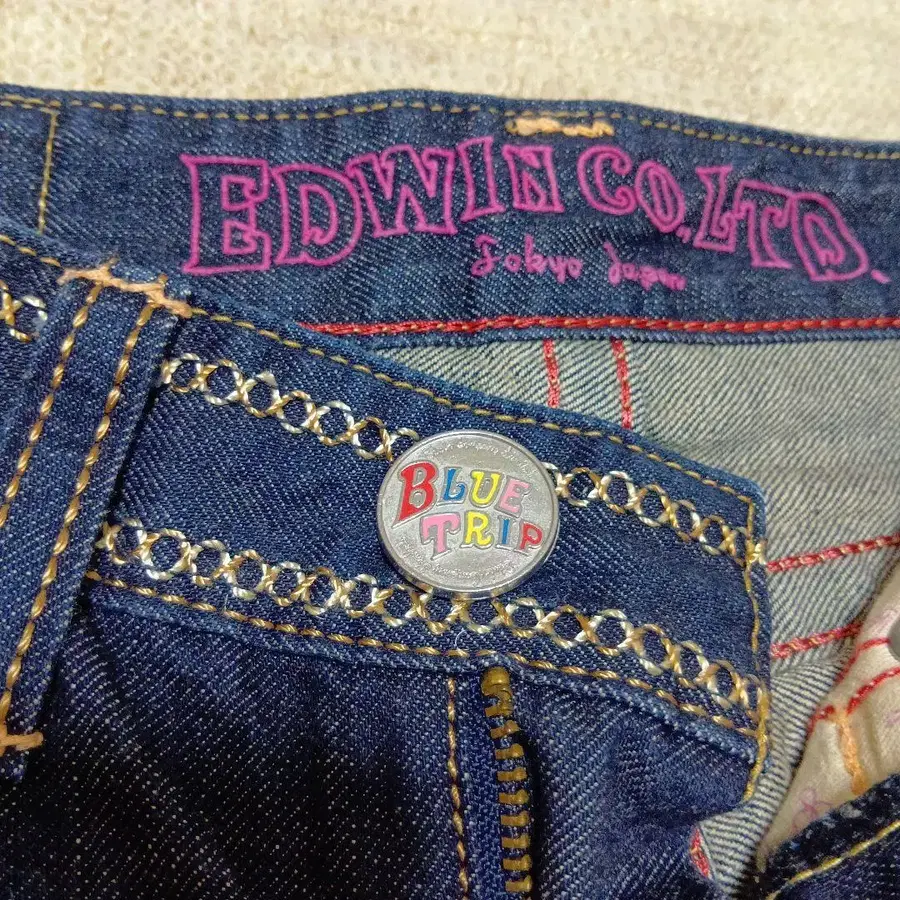 EDWIN CO.,LTD.
Tokyo Japan
BLUE
TRIP